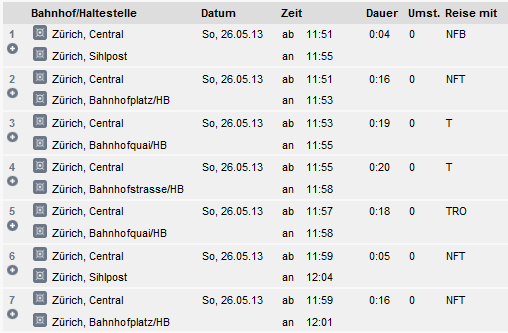 Bahnhof/Haltestelle Datum Zeit Dauer Umst. Reise mit
1 Zürich, Central So, 26.05.13 ab 11:51 0:04 0 NFB
Zürich, Sihlpost an 11:55
2 Zürich, Central So, 26.05.13 ab 11:51 0:16 0 NFT
Zürich, Bahnhofplatz/HB an 11:53
3 Zürich, Central So, 26.05.13 ab 11:53 0:19 0 T
Zürich, Bahnhofquai/HB an 11:55
4 Zürich, Central So, 26.05.13 ab 11:55 0:20 0 T
Zürich, Bahnhofstrasse/HB an 11:58
5 Zürich, Central So, 26.05.13 ab 11:57 0:18 0 TRO
Zürich, Bahnhofquai/HB an 11:58
6 Zürich, Central So, 26.05.13 ab 11:59 0:05 0 NFT
Zürich, Sihlpost an 12:04
7 Zürich, Central So, 26.05.13 ab 11:59 0:16 0 NFT
Zürich, Bahnhofplatz/HB an 12:01